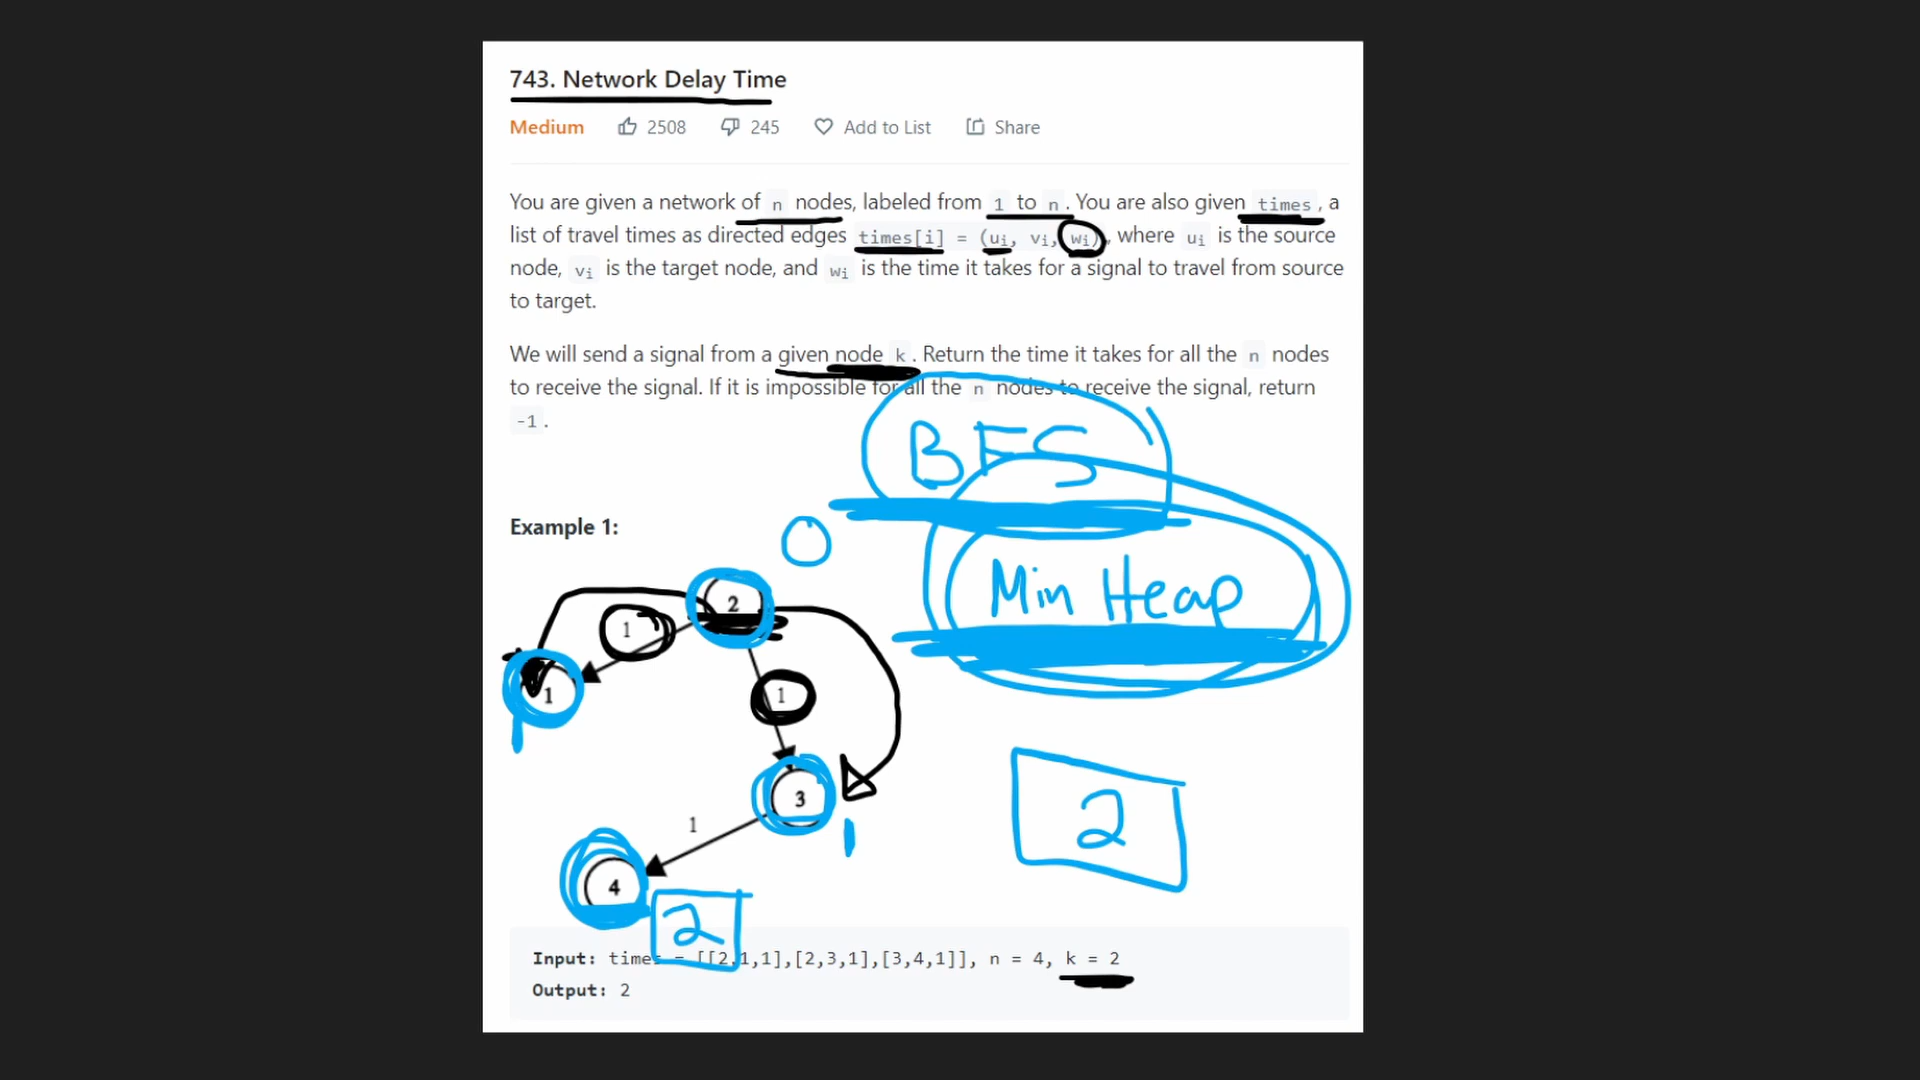 743. Network Delay Time
Medium 2508 245 Add to List Share
You are given a network of n nodes, labeled from 1 to n. You are also given times, a
list of travel times as directed edges times[i] = (ui, vi, wi), where ui is the source
node, vi is the target node, and wi is the time it takes for a signal to travel from source
to target.
We will send a signal from a given node k. Return the time it takes for all the n nodes
to receive the signal. If it is impossible for all the n nodes to receive the signal, return
-1.
BFS
Example 1:
0
Min Heap
2
1
1
1
1
3
1
2
1
4
2
Input: times = [[2,1,1],[2,3,1],[3,4,1]], n = 4, k = 2
Output: 2